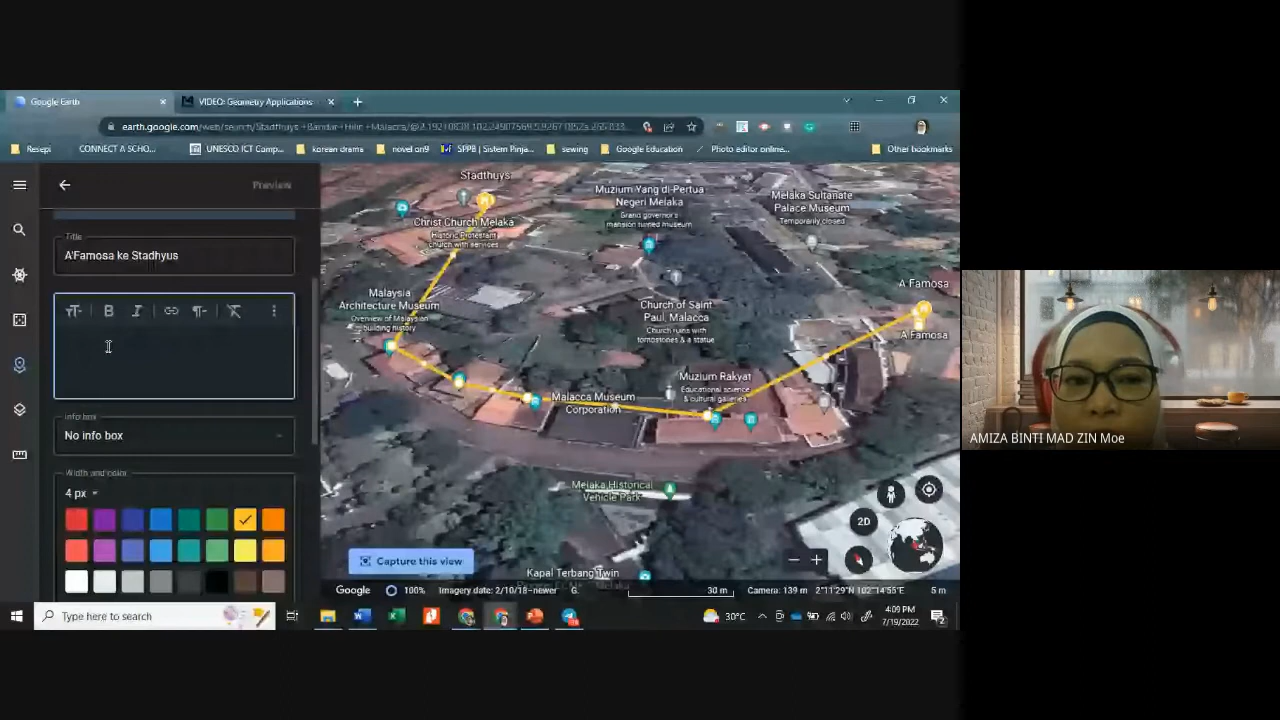 Google Earth
VIDEO: Geometry Applications
Resepi
CONNECT A SCHO...
UNESCO ICT Camp...
korean drama
novel on9
SPPB | Sistem Pinja...
sewing
Google Education
Photo editor online...
Other bookmarks
Preview
Title
A'Famosa ke Stadhyus
Info box
No info box
Width and color
4 px
Stadthuys
Christ Church Melaka
Historic Protestant
church with services
Muzium Yang di-Pertua
Negeri Melaka
Grand governor's
mansion turned museum
Melaka Sultanate
Palace Museum
Temporarily closed
Malaysia
Architecture Museum
Overview of Malaysian
building history
Church of Saint
Paul, Malacca
Church ruins with
tombstones & a statue
A Famosa
A Famosa
Muzium Rakyat
Educational science
& cultural galleries
Malacca Museum
Corporation
Melaka Historical
Vehicle Park
Kapal Terbang Twin
2D
Capture this view
Google
100%
Imagery date: 2/10/18-newer
30 m
Camera: 139 m
2°11'29"N 102°14'55"E
5 m
Type here to search
30°C
4:09 PM
7/19/2022
AMIZA BINTI MAD ZIN Moe